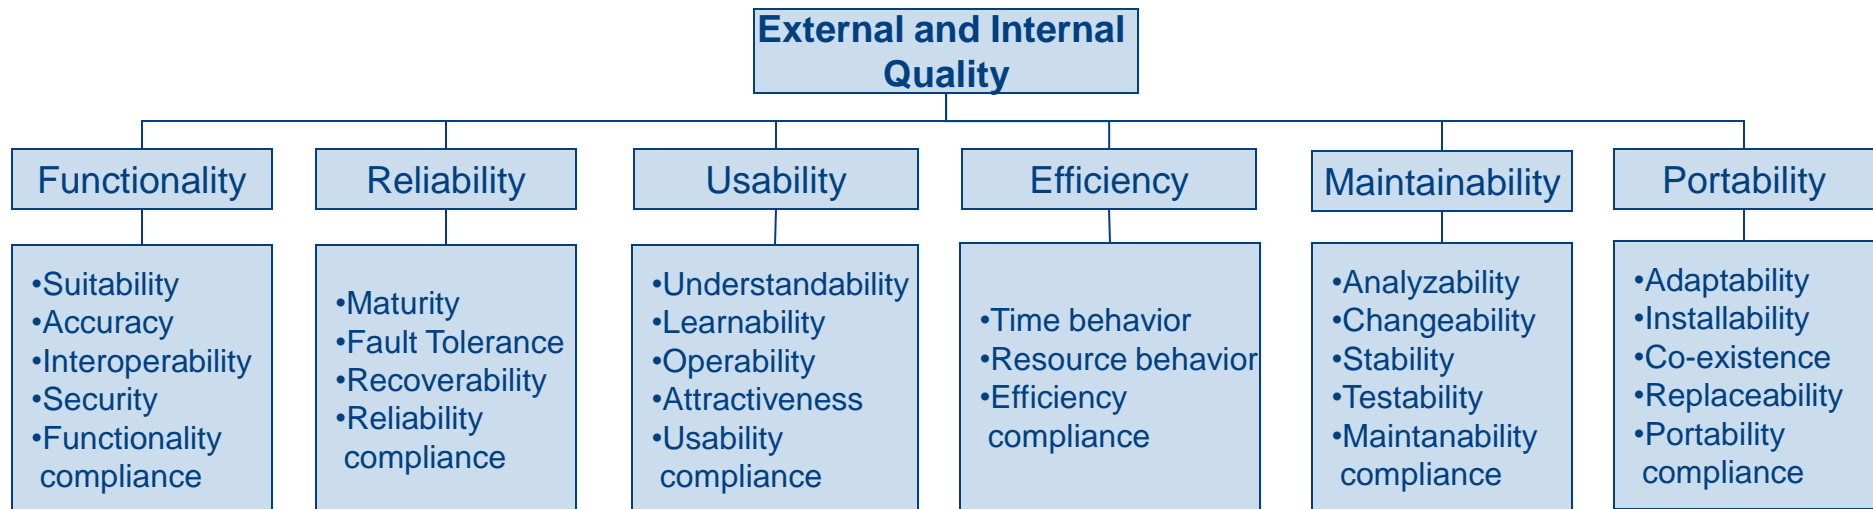 External and Internal
Quality
Functionality
Reliability
Usability
Efficiency
Maintainability
Portability
•Suitability
•Accuracy
•Interoperability
•Security
•Functionality
compliance
•Maturity
•Fault Tolerance
•Recoverability
•Reliability
compliance
•Understandability
•Learnability
•Operability
•Attractiveness
•Usability
compliance
•Time behavior
•Resource behavior
•Efficiency
compliance
•Analyzability
•Changeability
•Stability
•Testability
•Maintanability
compliance
•Adaptability
•Installability
•Co-existence
•Replaceability
•Portability
compliance